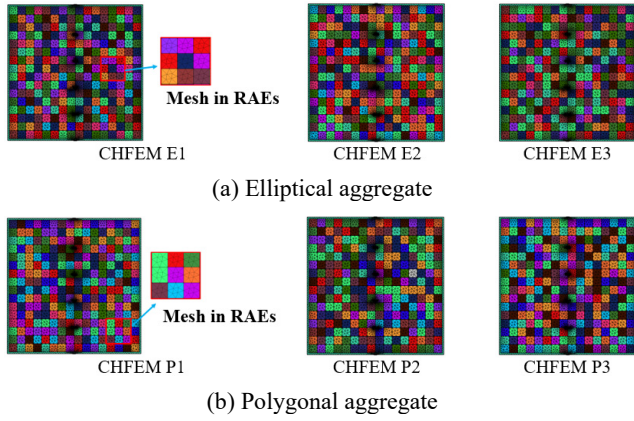 Mesh in RAEs
CHFEM E1
CHFEM E2
CHFEM E3
(a) Elliptical aggregate
Mesh in RAEs
CHFEM P1
CHFEM P2
CHFEM P3
(b) Polygonal aggregate